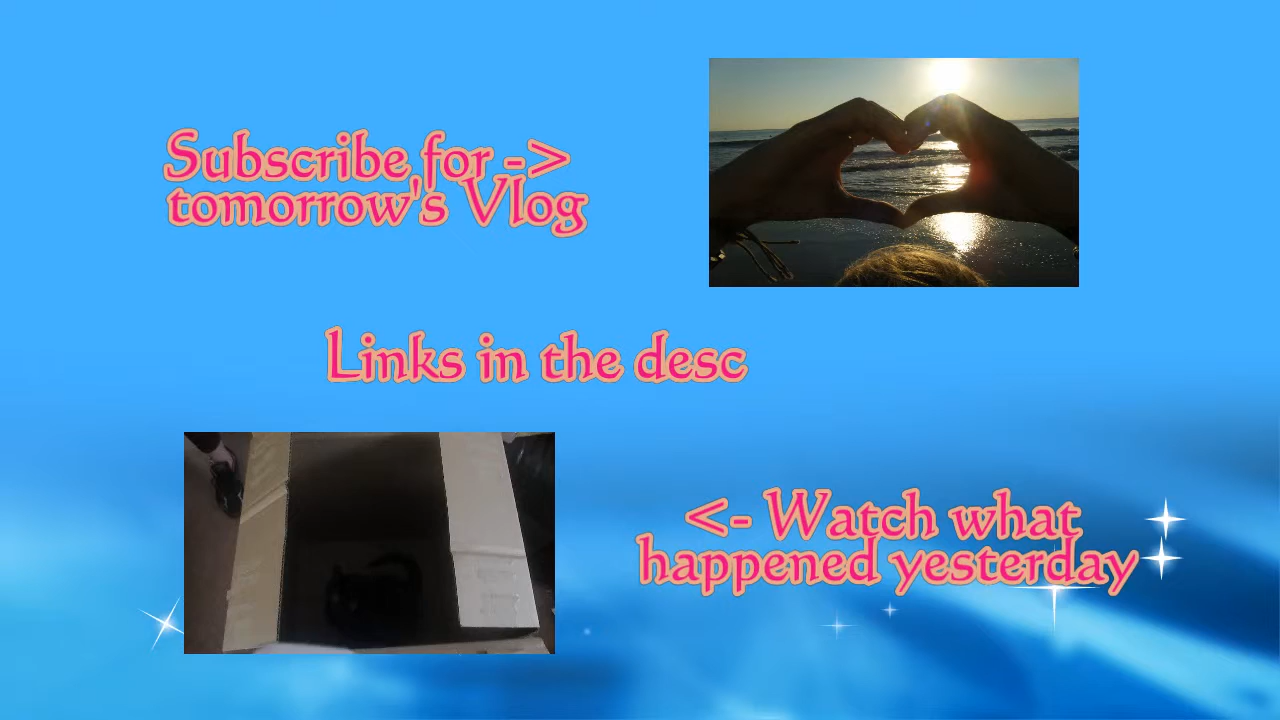 Subscribe for ->
tomorrow's Vlog
Links in the desc
<- Watch what
happened yesterday